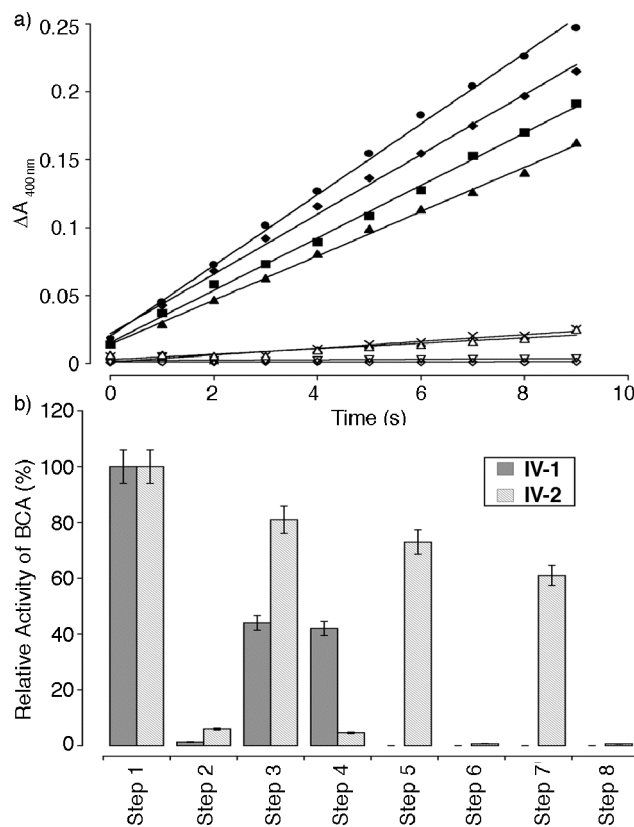 a)
0.25
0.2
0.15
0.1
0.05
0
ΔA 400 nm
0 2 4 6 8 10
Time (s)
b)
120
100
80
60
40
20
0
Relative Activity of BCA (%)
IV-1
IV-2
Step 1
Step 2
Step 3
Step 4
Step 5
Step 6
Step 7
Step 8